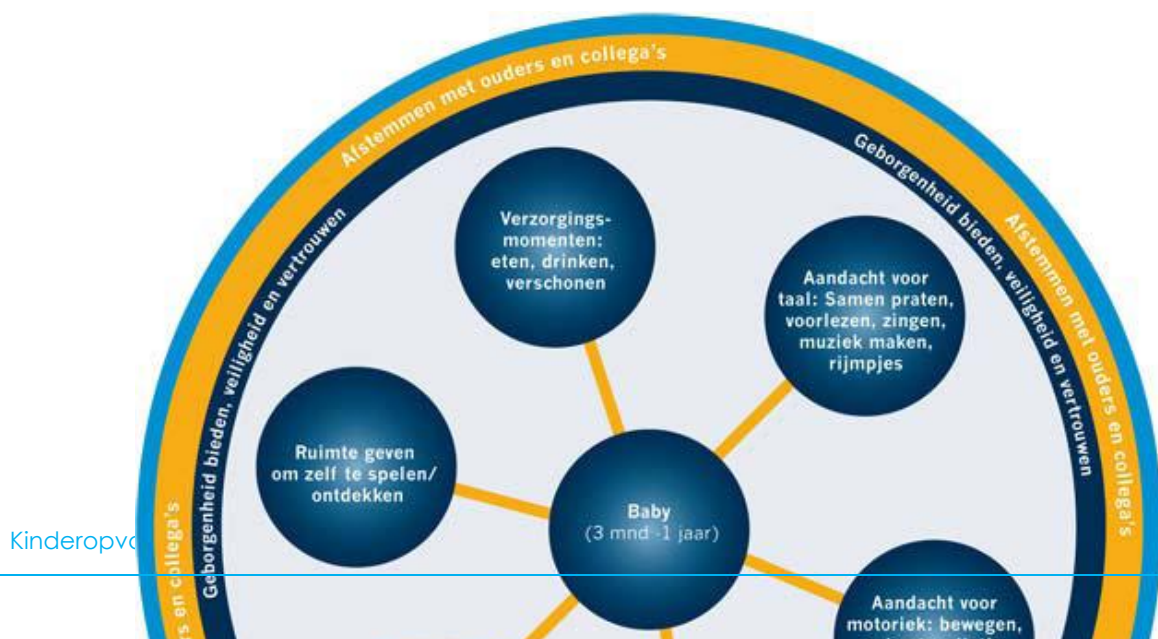 Afstemmen met ouders en collega's
Geborgenheid bieden, veiligheid en vertrouwen
Afstemmen met ouders en collega's
Geborgenheid bieden, veiligheid en vertrouwen
en collega's
Verzorgings-
momenten:
eten, drinken,
verschonen
Aandacht voor
taal: Samen praten,
voorlezen, zingen,
muziek maken,
rijmpjes
Ruimte geven
om zelf te spelen/
ontdekken
Baby
(3 mnd -1 jaar)
Aandacht voor
motoriek: bewegen,